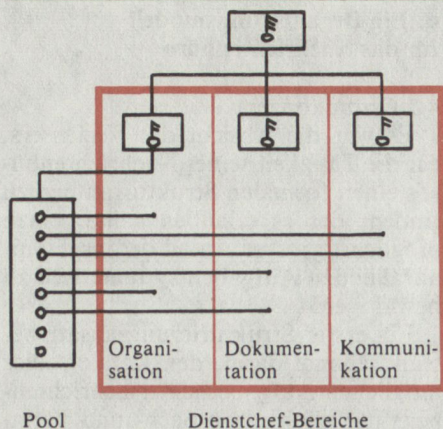 Organi-
sation
Dokumen-
tation
Kommuni-
kation
Pool
Dienstchef-Bereiche